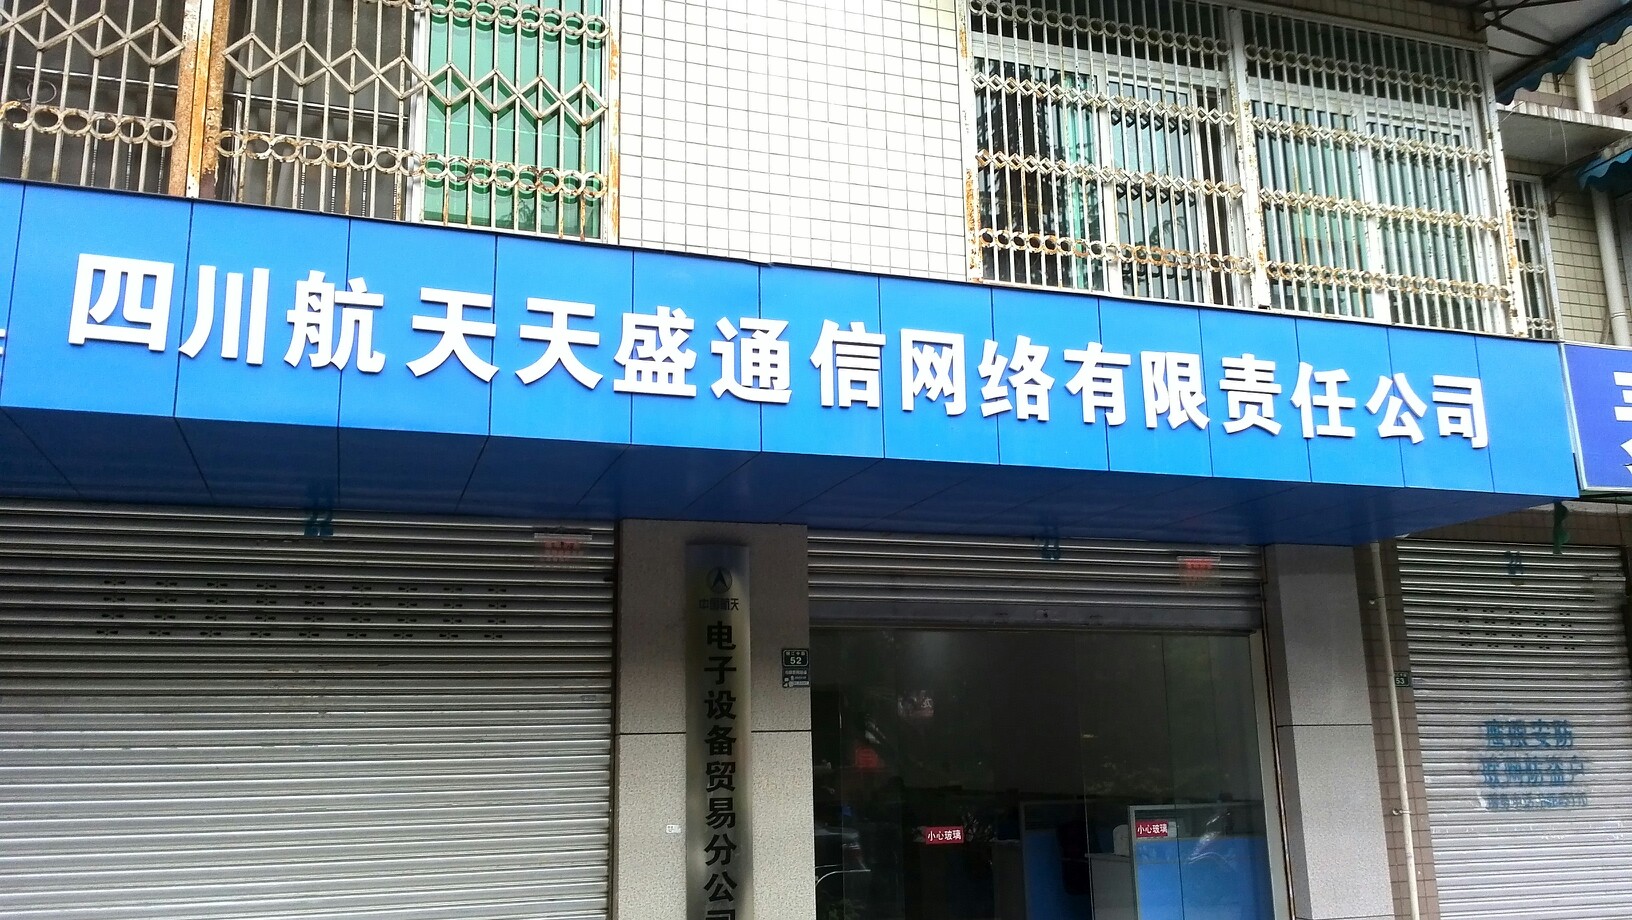 四川航天天盛通信网络有限责任公司
中国航天
电子设备贸易分公司
52
53
小心玻璃
小心玻璃